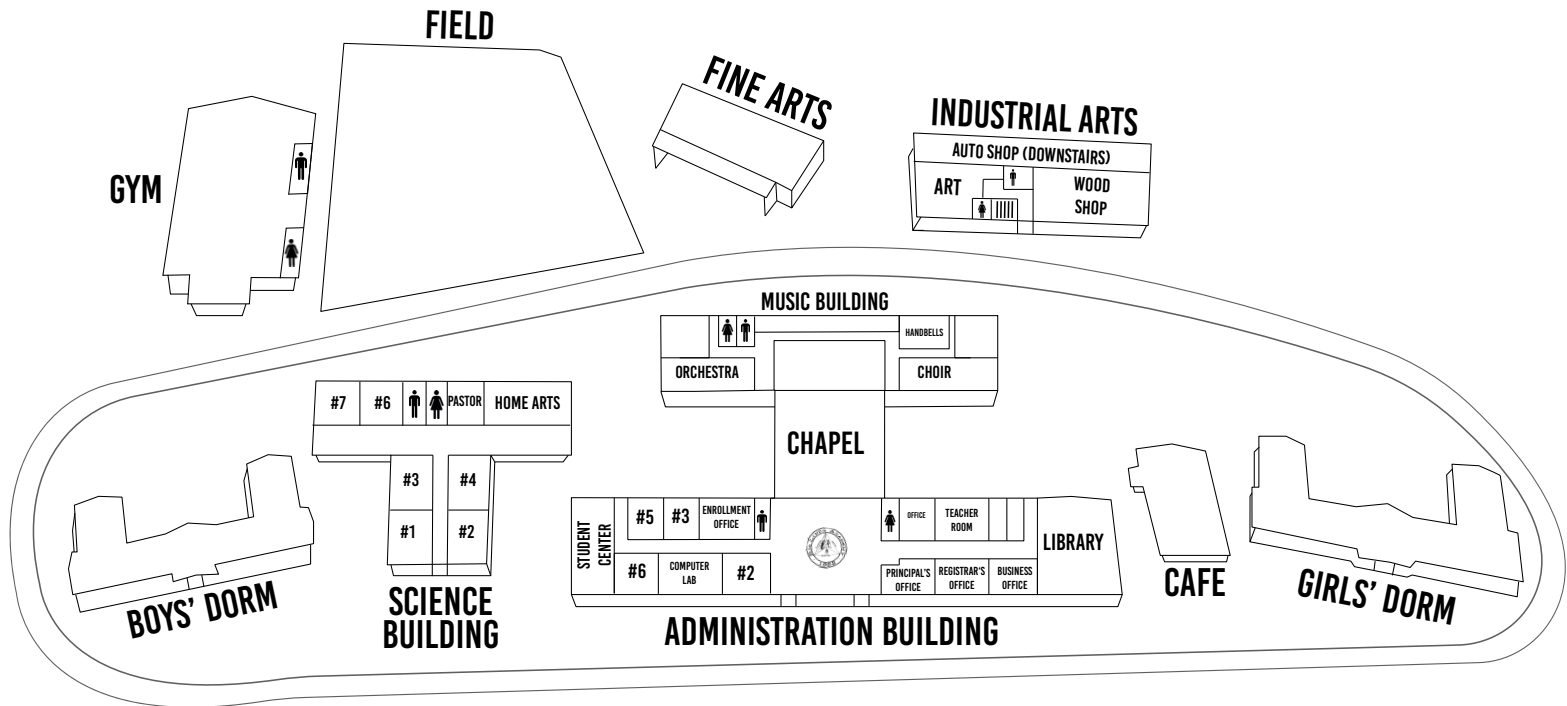 FIELD
FINE ARTS
INDUSTRIAL ARTS
AUTO SHOP (DOWNSTAIRS)
ART
WOOD
SHOP
GYM
MUSIC BUILDING
HANDBELLS
ORCHESTRA
CHOIR
#7
#6
PASTOR
HOME ARTS
CHAPEL
#3
#4
#1
#2
STUDENT
CENTER
#5
#3
ENROLLMENT
OFFICE
OFFICE
TEACHER
ROOM
LIBRARY
#6
COMPUTER
LAB
#2
PRINCIPAL'S
OFFICE
REGISTRAR'S
OFFICE
BUSINESS
OFFICE
CAFE
GIRLS' DORM
BOYS' DORM
SCIENCE
BUILDING
ADMINISTRATION BUILDING